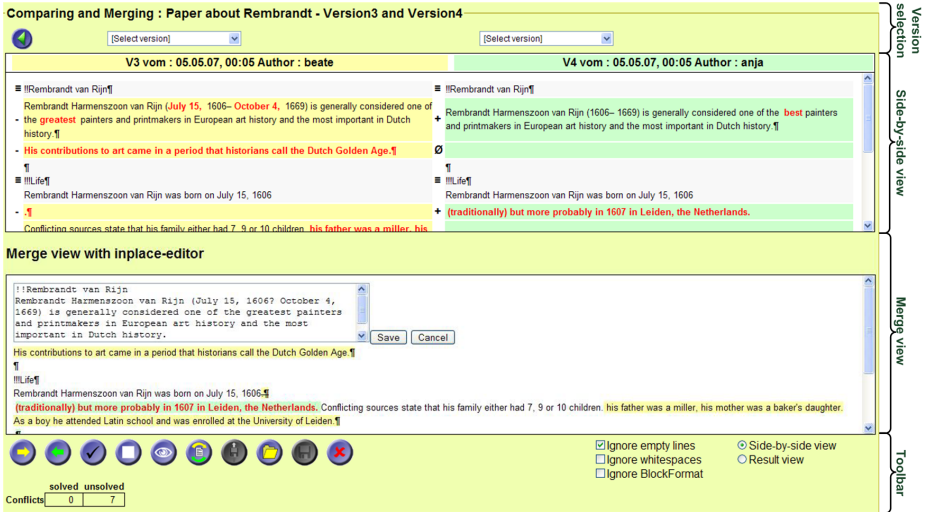 Comparing and Merging : Paper about Rembrandt - Version3 and Version4
Version selection
[Select version] [Select version]
V3 vom : 05.05.07, 00:05 Author : beate V4 vom : 05.05.07, 00:05 Author : anja
Side-by-side view
≡ !!Rembrandt van Rijn¶
Rembrandt Harmenszoon van Rijn (July 15, 1606– October 4, 1669) is generally considered one of
- the greatest painters and printmakers in European art history and the most important in Dutch
history.¶
- His contributions to art came in a period that historians call the Dutch Golden Age.¶
¶
≡ !!!Life¶
Rembrandt Harmenszoon van Rijn was born on July 15, 1606
- .¶
Conflicting sources state that his family either had 7, 9 or 10 children. his father was a miller, his
≡ !!Rembrandt van Rijn¶
Rembrandt Harmenszoon van Rijn (1606– 1669) is generally considered one of the best painters
+ and printmakers in European art history and the most important in Dutch history.¶
Ø
¶
≡ !!!Life¶
Rembrandt Harmenszoon van Rijn was born on July 15, 1606
+ (traditionally) but more probably in 1607 in Leiden, the Netherlands.
Merge view with inplace-editor
Merge view
!!Rembrandt van Rijn
Rembrandt Harmenszoon van Rijn (July 15, 1606? October 4,
1669) is generally considered one of the greatest painters
and printmakers in European art history and the most
important in Dutch history.
Save Cancel
His contributions to art came in a period that historians call the Dutch Golden Age.¶
¶
!!!Life¶
Rembrandt Harmenszoon van Rijn was born on July 15, 1606.¶
(traditionally) but more probably in 1607 in Leiden, the Netherlands. Conflicting sources state that his family either had 7, 9 or 10 children. his father was a miller, his mother was a baker's daughter.
As a boy he attended Latin school and was enrolled at the University of Leiden.¶
¶
Toolbar
Ignore empty lines Side-by-side view
Ignore whitespaces Result view
Ignore BlockFormat
solved unsolved
Conflicts 0 7